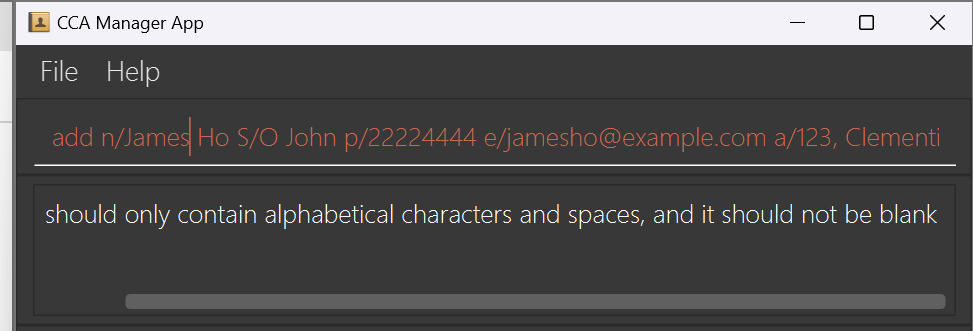 CCA Manager App
File Help
add n/James Ho S/O John p/22224444 e/jamesho@example.com a/123, Clementi
should only contain alphabetical characters and spaces, and it should not be blank